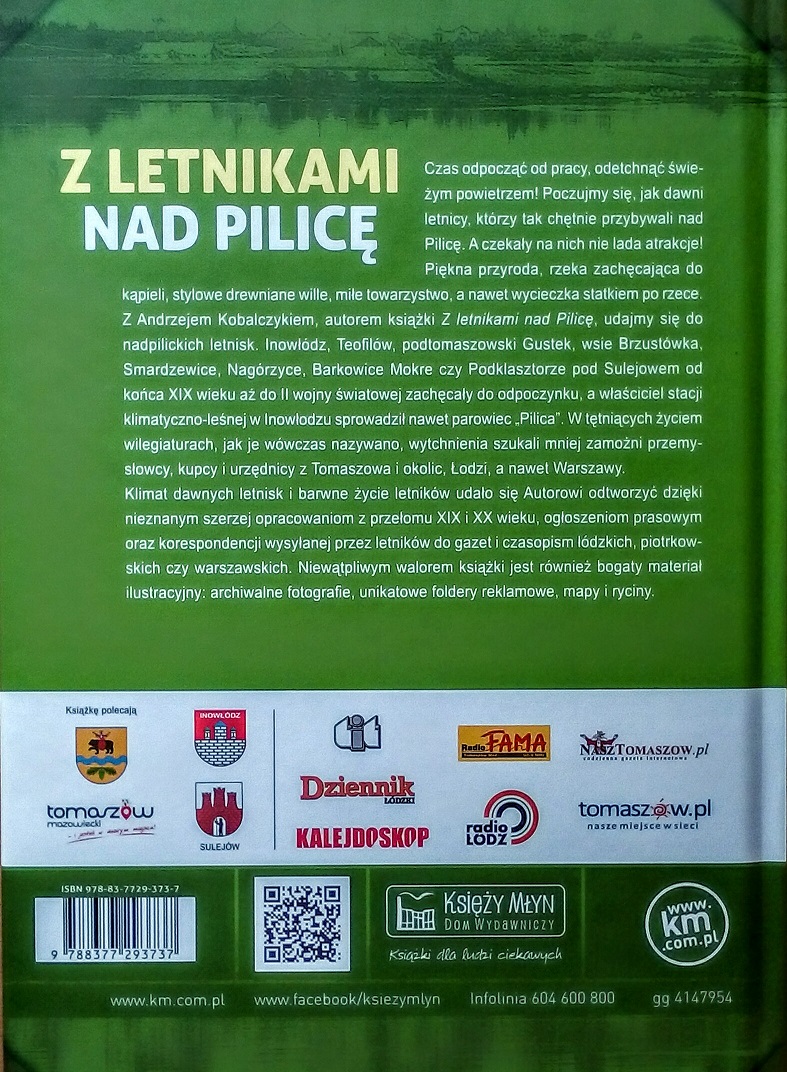 Z LETNIKAMI
NAD PILICĘ
Czas odpocząć od pracy, odetchnąć świe-
żym powietrzem! Poczujmy się, jak dawni
letnicy, którzy tak chętnie przybywali nad
Pilicę. A czekały na nich nie lada atrakcje!
Piękna przyroda, rzeka zachęcająca do
kąpieli, stylowe drewniane wille, miłe towarzystwo, a nawet wycieczka statkiem po rzece.
Z Andrzejem Kobalczykiem, autorem książki Z letnikami nad Pilicę, udajmy się do
nadpilickich letnisk. Inowłódz, Teofilów, podtomaszowski Gustek, wsie Brzustówka,
Smardzewice, Nagórzyce, Barkowice Mokre czy Podklasztorze pod Sulejowem od
końca XIX wieku aż do II wojny światowej zachęcały do odpoczynku, a właściciel stacji
klimatyczno-leśnej w Inowłodzu sprowadził nawet parowiec „Pilica”. W tętniących życiem
wilegiaturach, jak je wówczas nazywano, wytchnienia szukali mniej zamożni przemy-
słowcy, kupcy i urzędnicy z Tomaszowa i okolic, Łodzi, a nawet Warszawy.
Klimat dawnych letnisk i barwne życie letników udało się Autorowi odtworzyć dzięki
nieznanym szerzej opracowaniom z przełomu XIX i XX wieku, ogłoszeniom prasowym
oraz korespondencji wysyłanej przez letników do gazet i czasopism łódzkich, piotrkow-
skich czy warszawskich. Niewątpliwym walorem książki jest również bogaty materiał
ilustracyjny: archiwalne fotografie, unikatowe foldery reklamowe, mapy i ryciny.
Książkę polecają
INOWŁÓDZ
tomaszów
mazowiecki
SULEJÓW
Dziennik
ŁÓDZKI
KALEJDOSKOP
Radio FAMA
radio
ŁÓDŹ
NASZTOMASZOW.pl
codzienna gazeta internetowa
tomaszów.pl
nasze miejsce w sieci
ISBN 978-83-7729-373-7
9 788377 293737
KSIĘŻY MŁYN
DOM WYDAWNICZY
Książki dla ludzi ciekawych
www.
km
.com.pl
www.km.com.pl
www.facebook/ksiezymlyn
Infolinia 604 600 800
gg 4147954